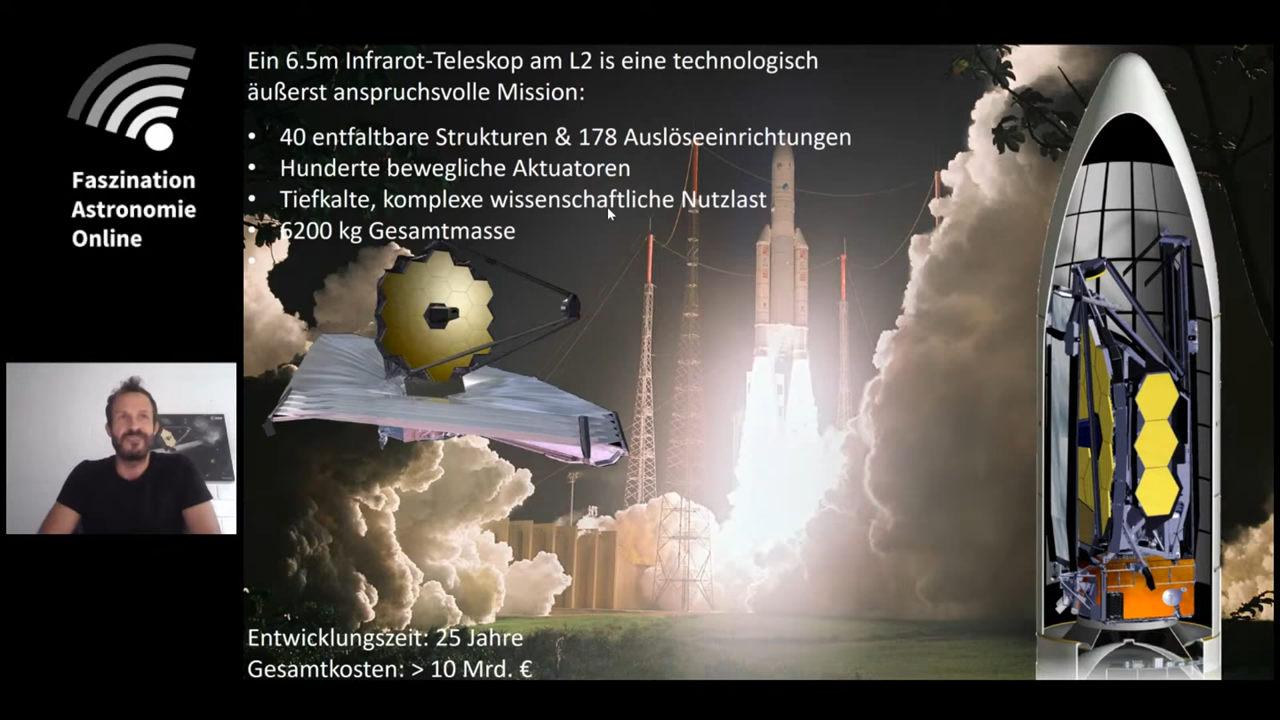 Faszination
Astronomie
Online
Ein 6.5m Infrarot-Teleskop am L2 is eine technologisch
äußerst anspruchsvolle Mission:
• 40 entfaltbare Strukturen & 178 Auslöseeinrichtungen
• Hunderte bewegliche Aktuatoren
• Tiefkalte, komplexe wissenschaftliche Nutzlast
• 6200 kg Gesamtmasse
•
Entwicklungszeit: 25 Jahre
Gesamtkosten: > 10 Mrd. €